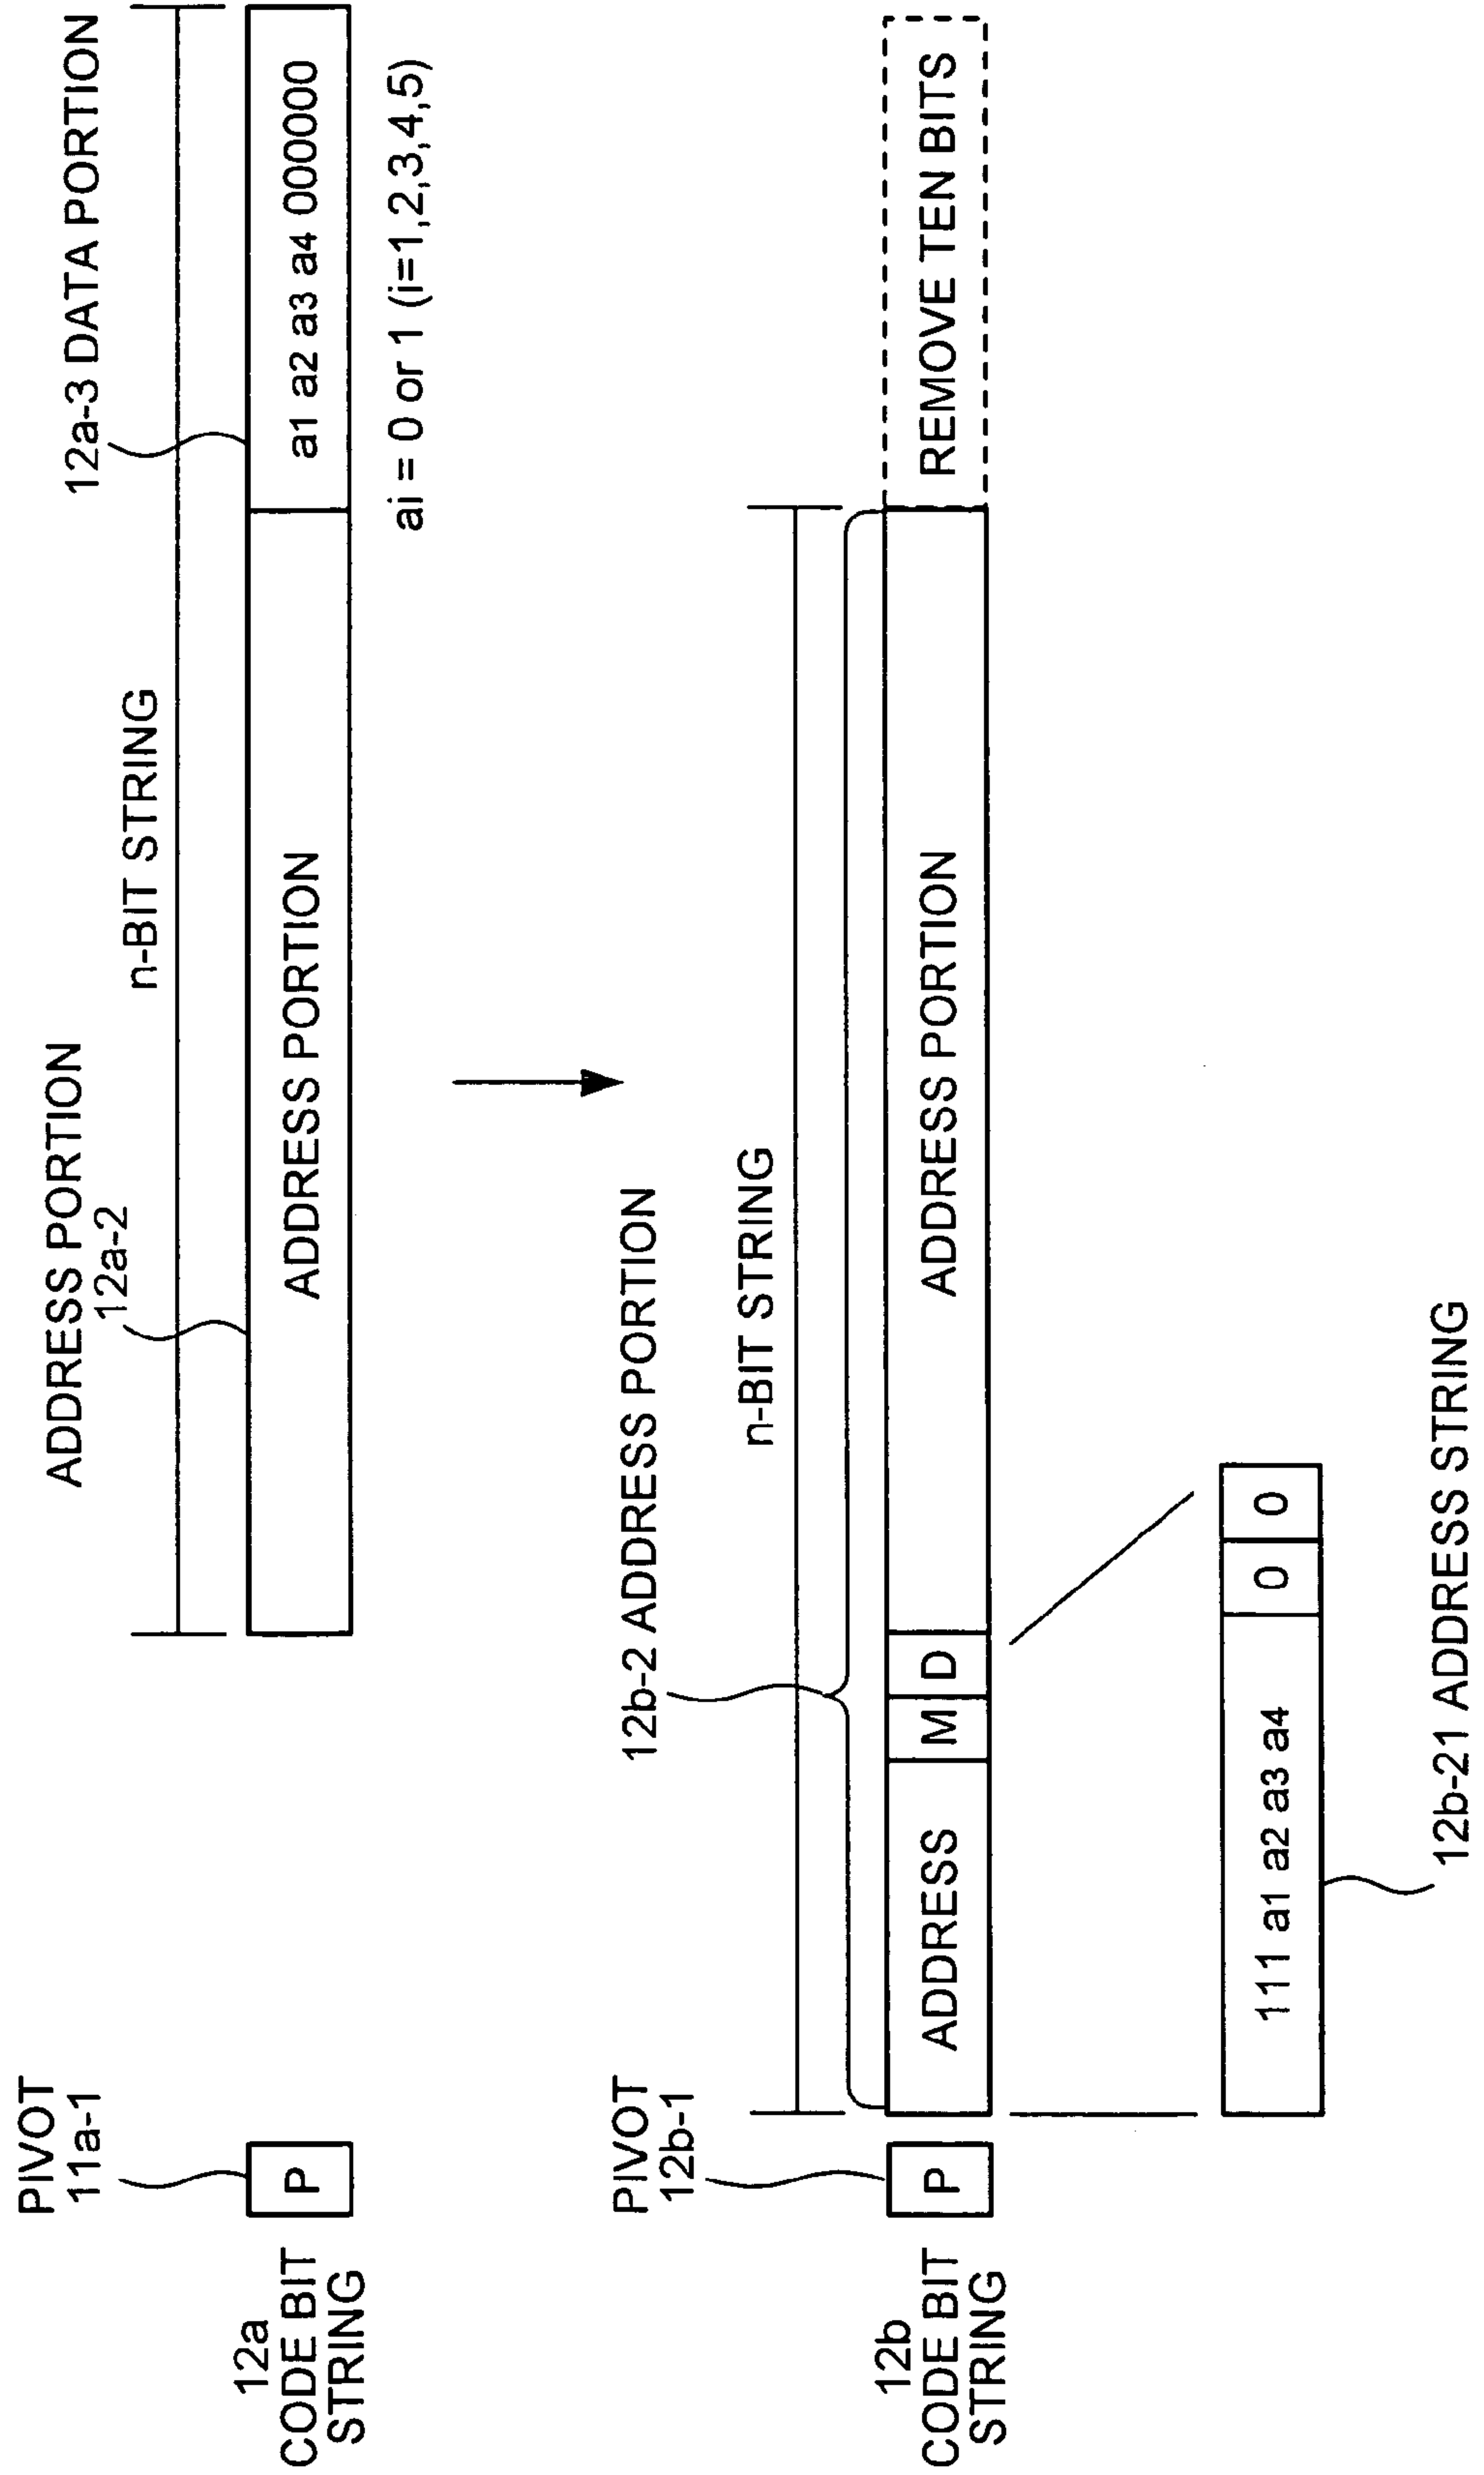 ADDRESS PORTION
12a-2
12a-3 DATA PORTION
n-BIT STRING
PIVOT
11a-1
12a
CODE BIT
STRING
P
ADDRESS PORTION
a1 a2 a3 a4 000000
ai = 0 or 1 (i=1,2,3,4,5)
12b-2 ADDRESS PORTION
n-BIT STRING
PIVOT
12b-1
12b
CODE BIT
STRING
P
ADDRESS
M
D
ADDRESS PORTION
REMOVE TEN BITS
111 a1 a2 a3 a4
0
0
12b-21 ADDRESS STRING